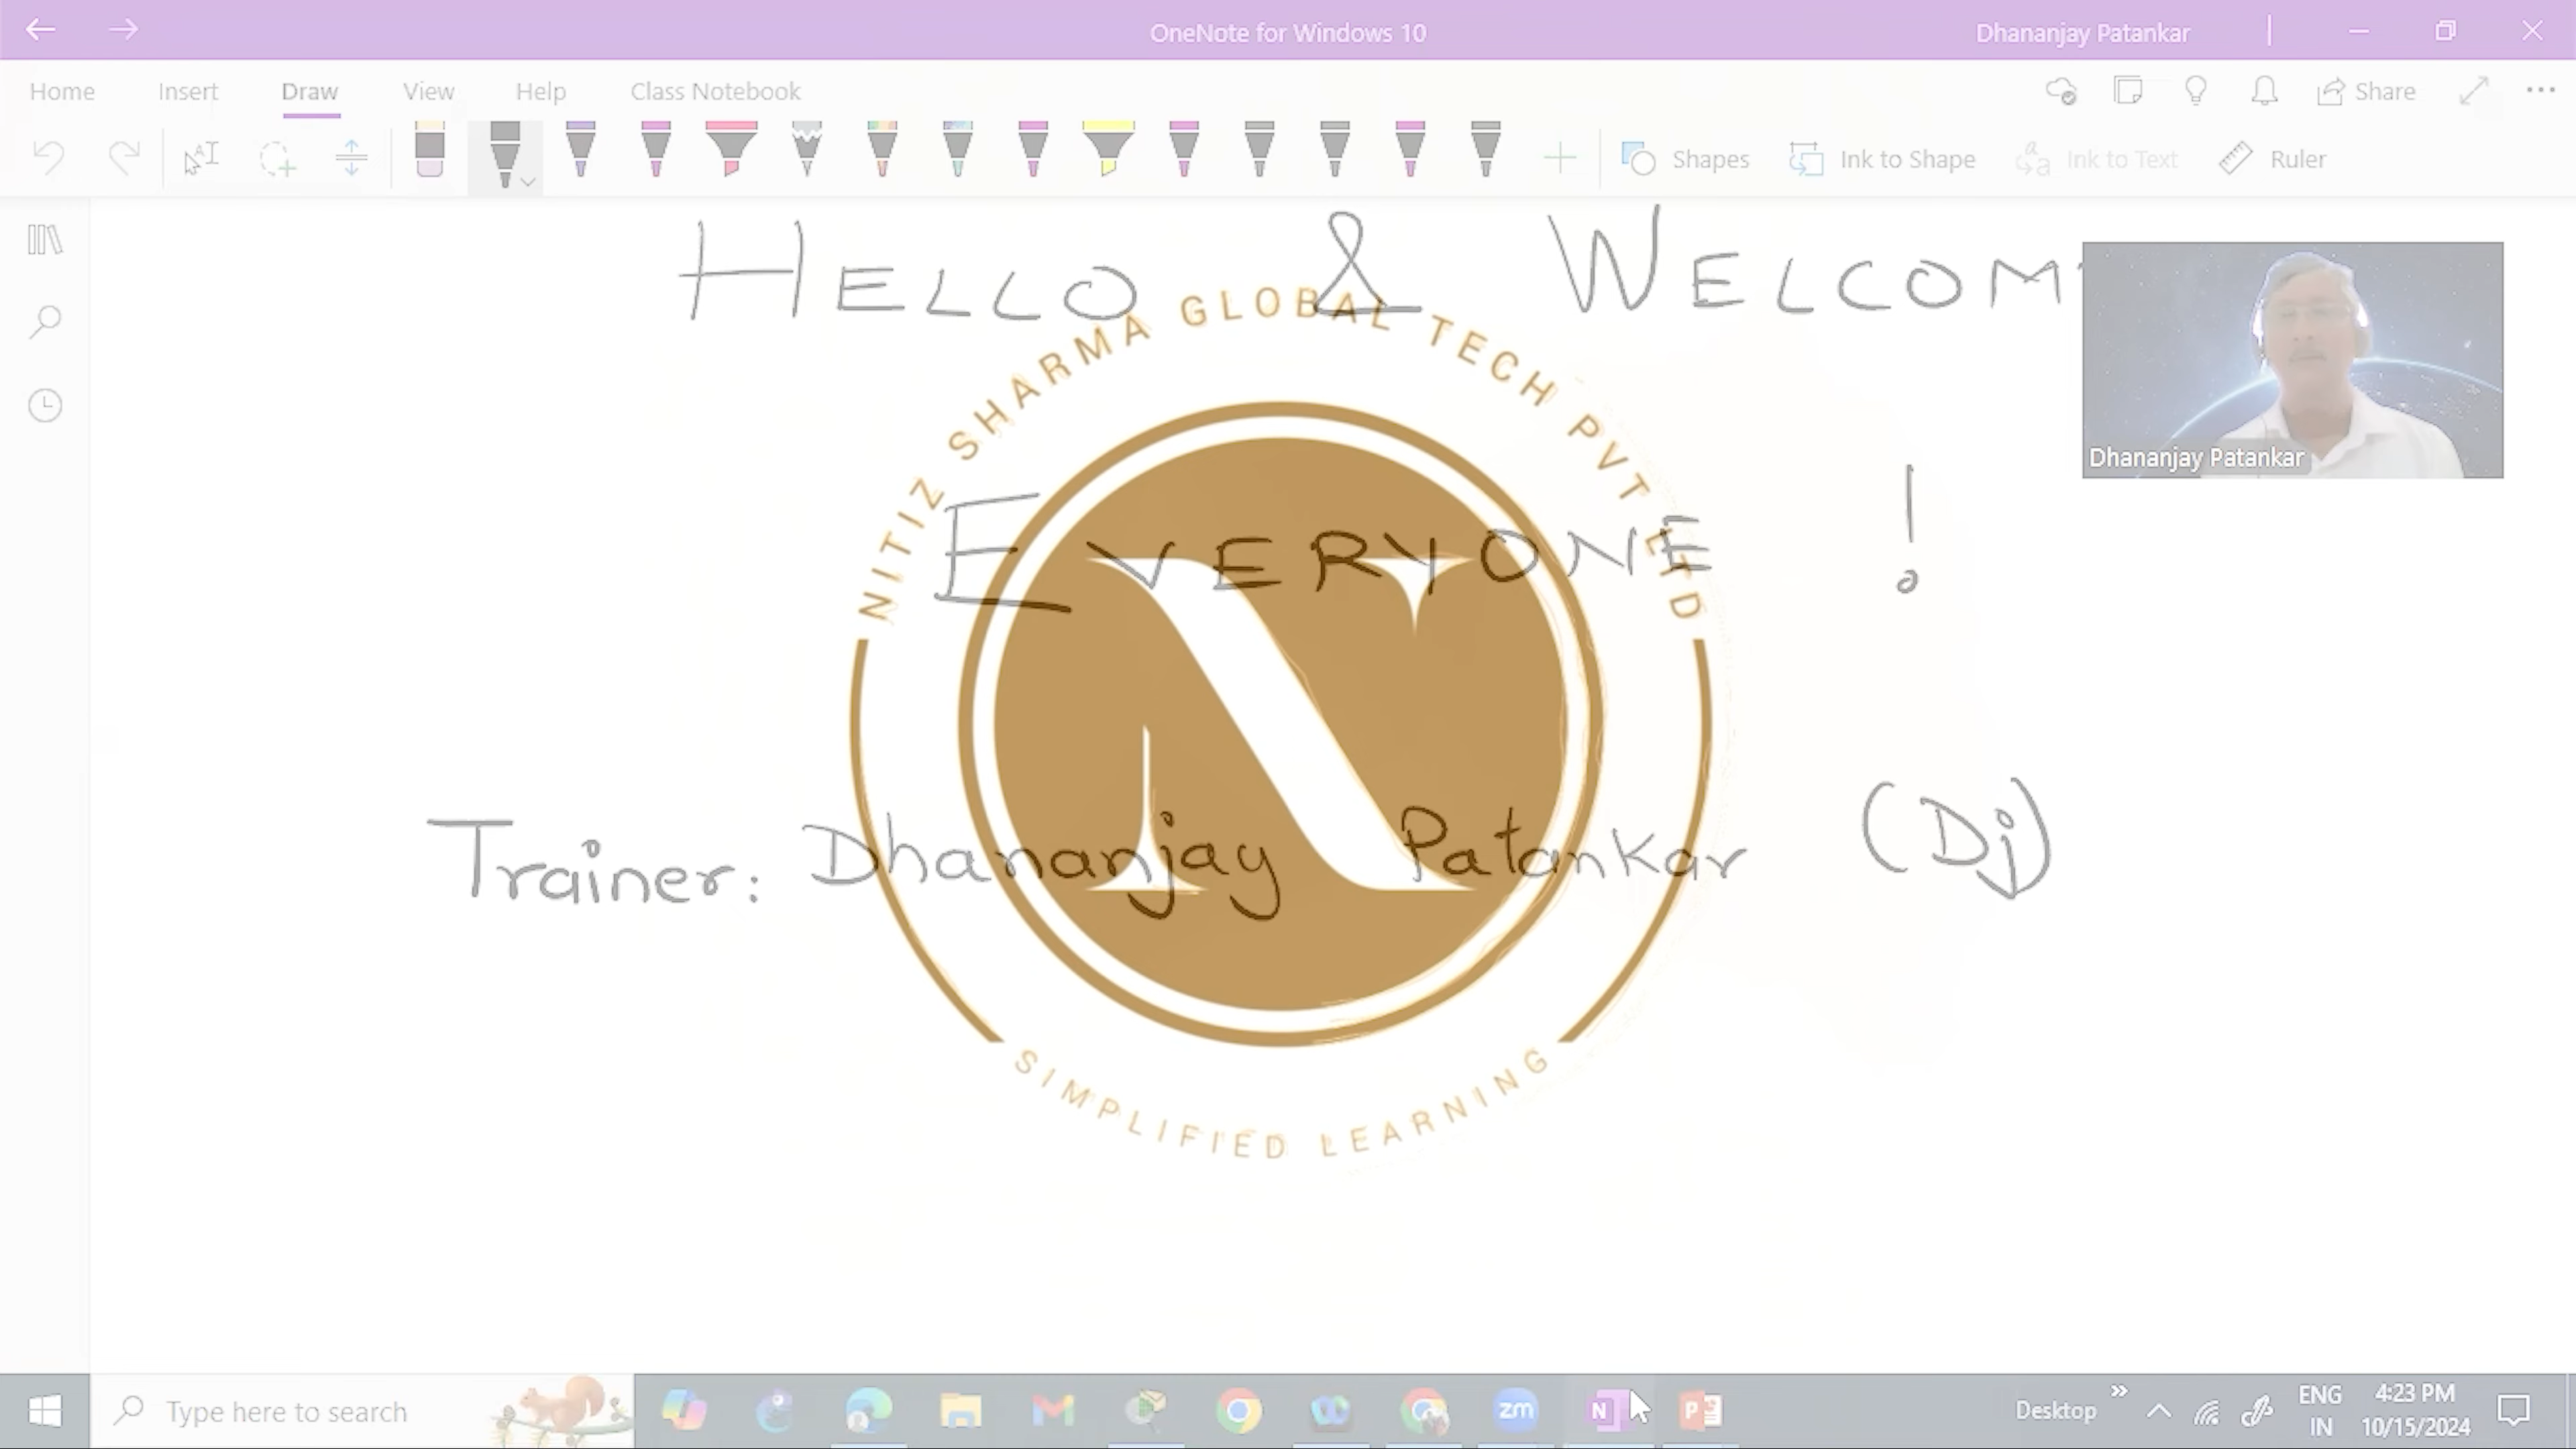 OneNote for Windows 10
Dhananjay Patankar
Home Insert Draw View Help Class Notebook
Share
Shapes Ink to Shape Ink to Text Ruler
HELLO & WELCOM
NITIZ SHARMA GLOBAL TECH PVT LTD
Dhananjay Patankar
EVERYONE !
Trainer: Dhananjay Patankar (Dj)
SIMPLIFIED LEARNING
Type here to search
zm
N
P
Desktop
ENG
IN
4:23 PM
10/15/2024